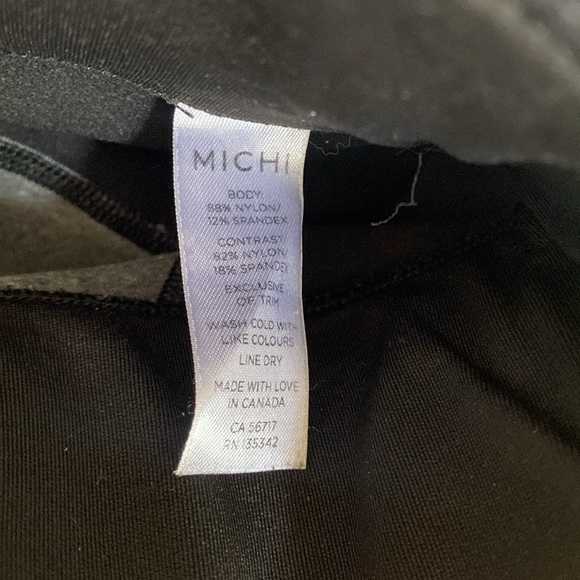 MICHI
BODY:
88% NYLON/
12% SPANDEX
CONTRAST:
82% NYLON/
18% SPANDEX
EXCLUSIVE
OF TRIM
WASH COLD WITH
LIKE COLOURS
LINE DRY
MADE WITH LOVE
IN CANADA
CA 56717
RN 135342